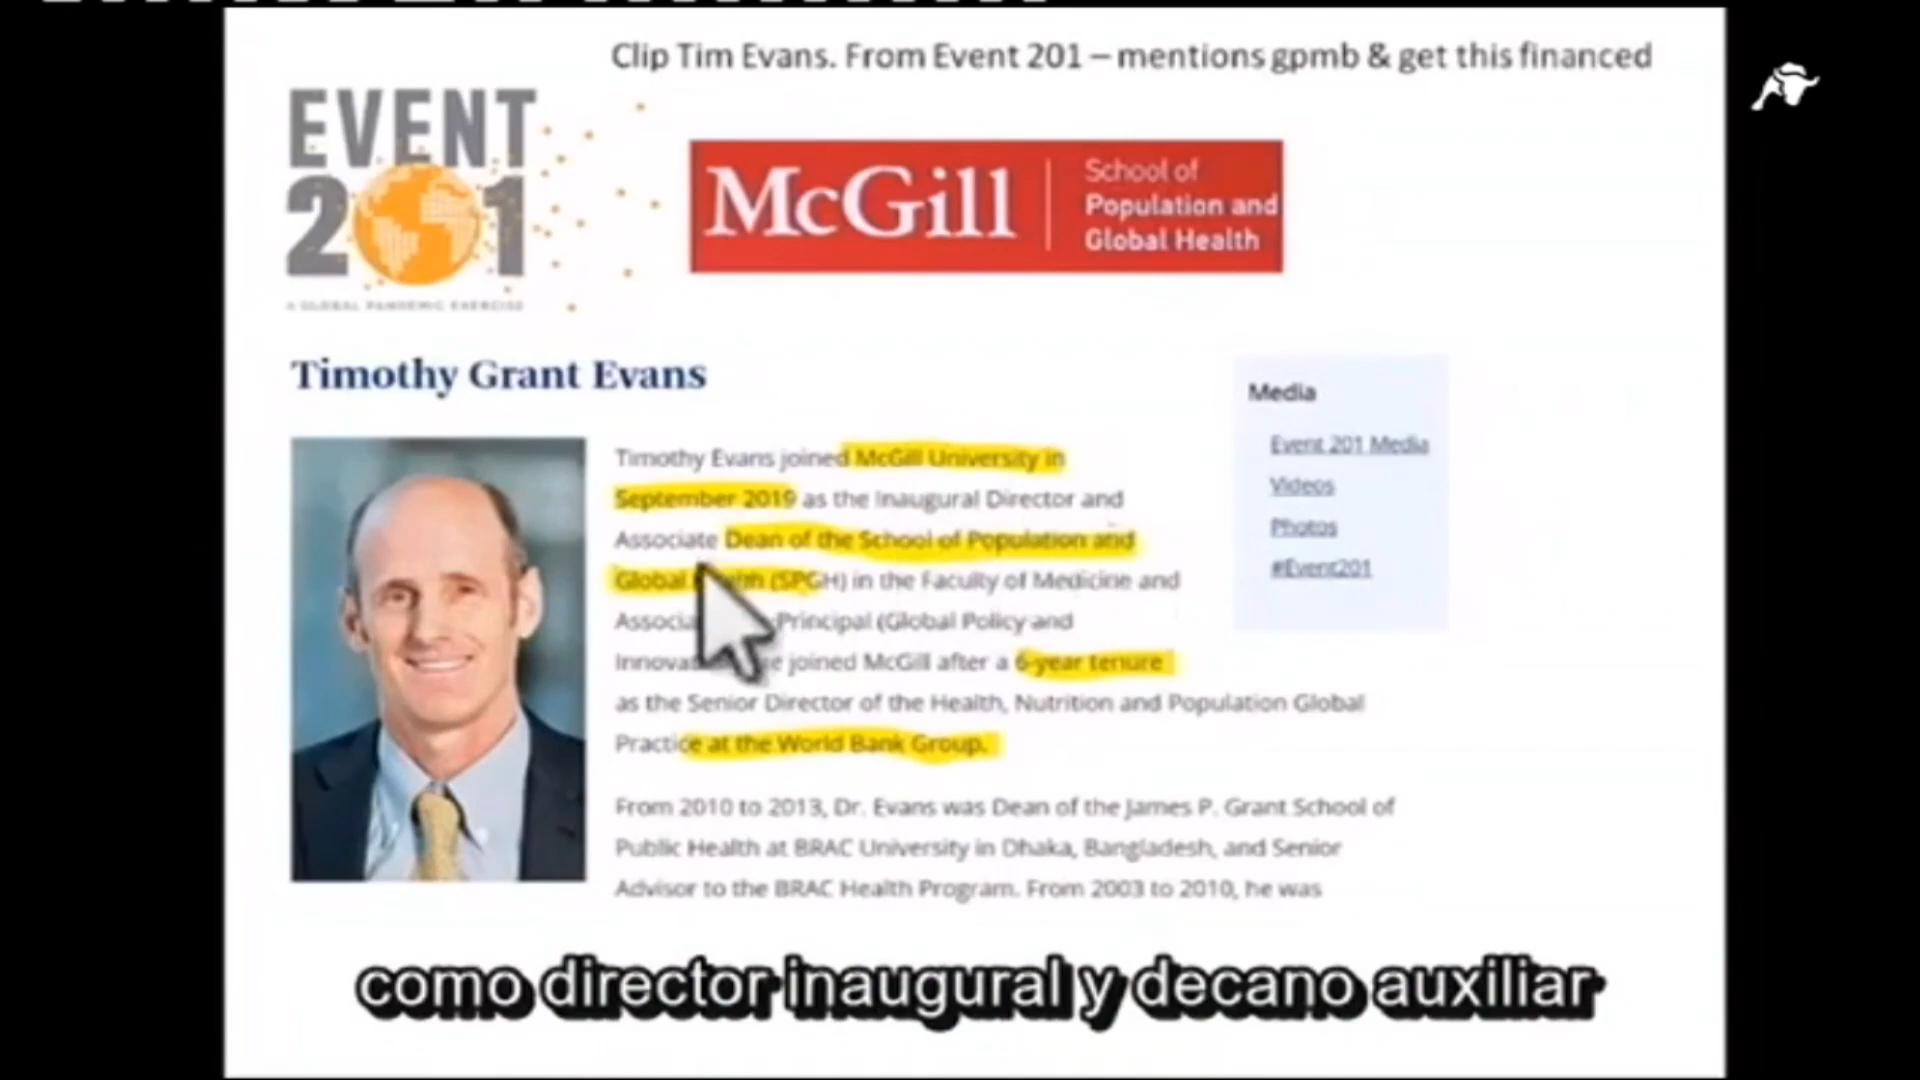 Clip Tim Evans. From Event 201 – mentions gpmb & get this financed
EVENT
201
A GLOBAL PANDEMIC EXERCISE
McGill
School of
Population and
Global Health
Timothy Grant Evans
Timothy Evans joined McGill University in
September 2019 as the Inaugural Director and
Associate Dean of the School of Population and
Global (SPGH) in the Faculty of Medicine and
Principal (Global Policy and
joined McGill after a 6-year tenure
as the Senior Director of the Health, Nutrition and Population Global
Practice at the World Bank Group.
From 2010 to 2013, Dr. Evans was Dean of the James P. Grant School of
Public Health at BRAC University in Dhaka, Bangladesh, and Senior
Advisor to the BRAC Health Program. From 2003 to 2010, he was
Media
Event 201 Media
Videos
Photos
#Event201
como director inaugural y decano auxiliar